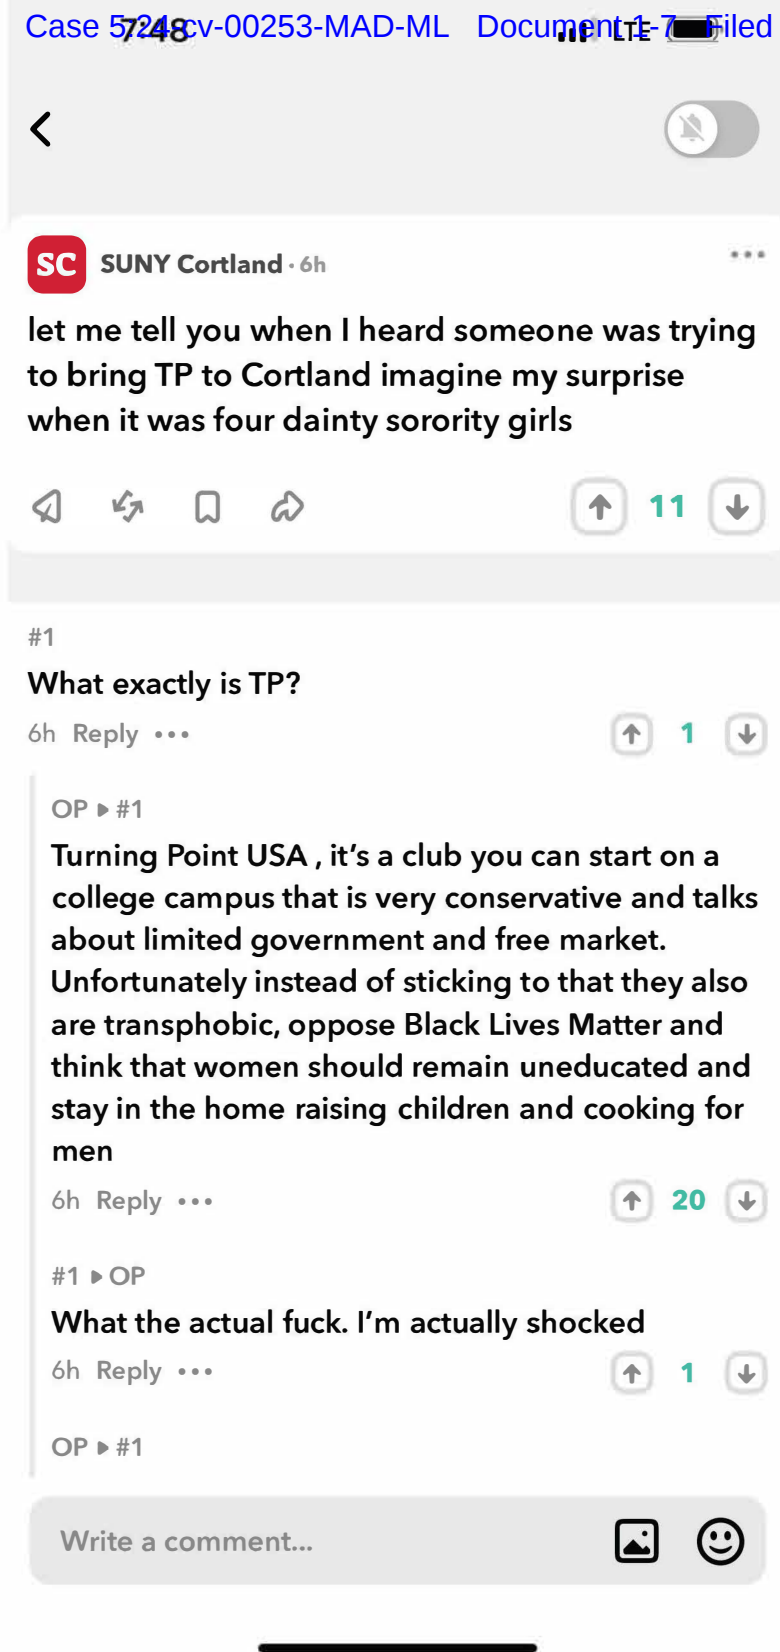 Case 5:24-cv-00253-MAD-ML Document 1-7 Filed
7:48 LTE
SC SUNY Cortland · 6h
let me tell you when I heard someone was trying
to bring TP to Cortland imagine my surprise
when it was four dainty sorority girls
11
#1
What exactly is TP?
6h Reply
1
OP ▸ #1
Turning Point USA , it’s a club you can start on a
college campus that is very conservative and talks
about limited government and free market.
Unfortunately instead of sticking to that they also
are transphobic, oppose Black Lives Matter and
think that women should remain uneducated and
stay in the home raising children and cooking for
men
6h Reply
20
#1 ▸ OP
What the actual fuck. I’m actually shocked
6h Reply
1
OP ▸ #1
Write a comment...